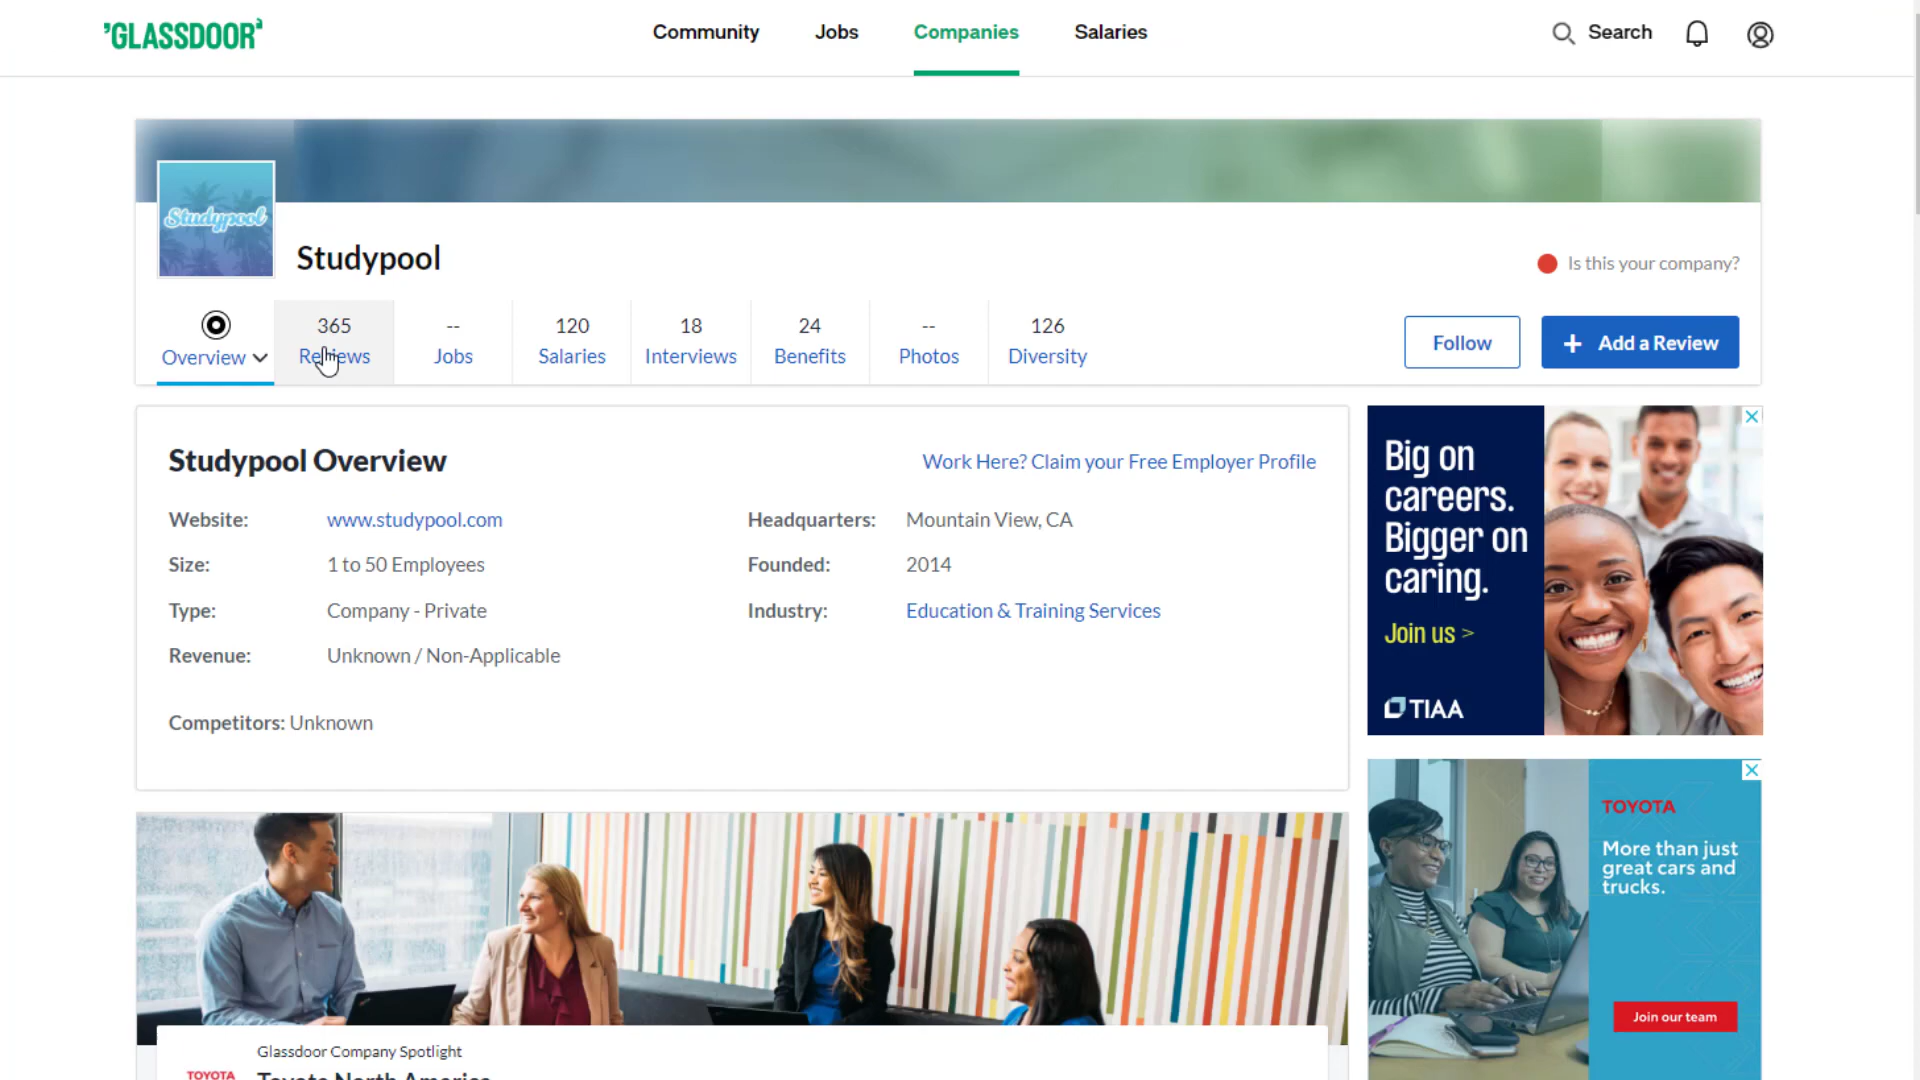 GLASSDOOR
Community
Jobs
Companies
Salaries
Search
Studypool
Studypool
Is this your company?
Overview
365
Reviews
--
Jobs
120
Salaries
18
Interviews
24
Benefits
--
Photos
126
Diversity
Follow
+ Add a Review
Studypool Overview
Work Here? Claim your Free Employer Profile
Website: www.studypool.com
Headquarters: Mountain View, CA
Size: 1 to 50 Employees
Founded: 2014
Type: Company - Private
Industry: Education & Training Services
Revenue: Unknown / Non-Applicable
Competitors: Unknown
Big on
careers.
Bigger on
caring.
Join us >
TIAA
TOYOTA
More than just
great cars and
trucks.
Join our team
Glassdoor Company Spotlight
TOYOTA
Toyota North America